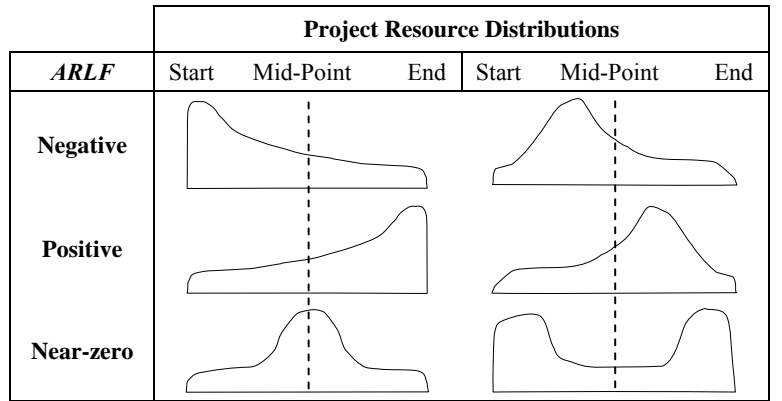 Project Resource Distributions
ARLF Start Mid-Point End Start Mid-Point End
Negative
Positive
Near-zero